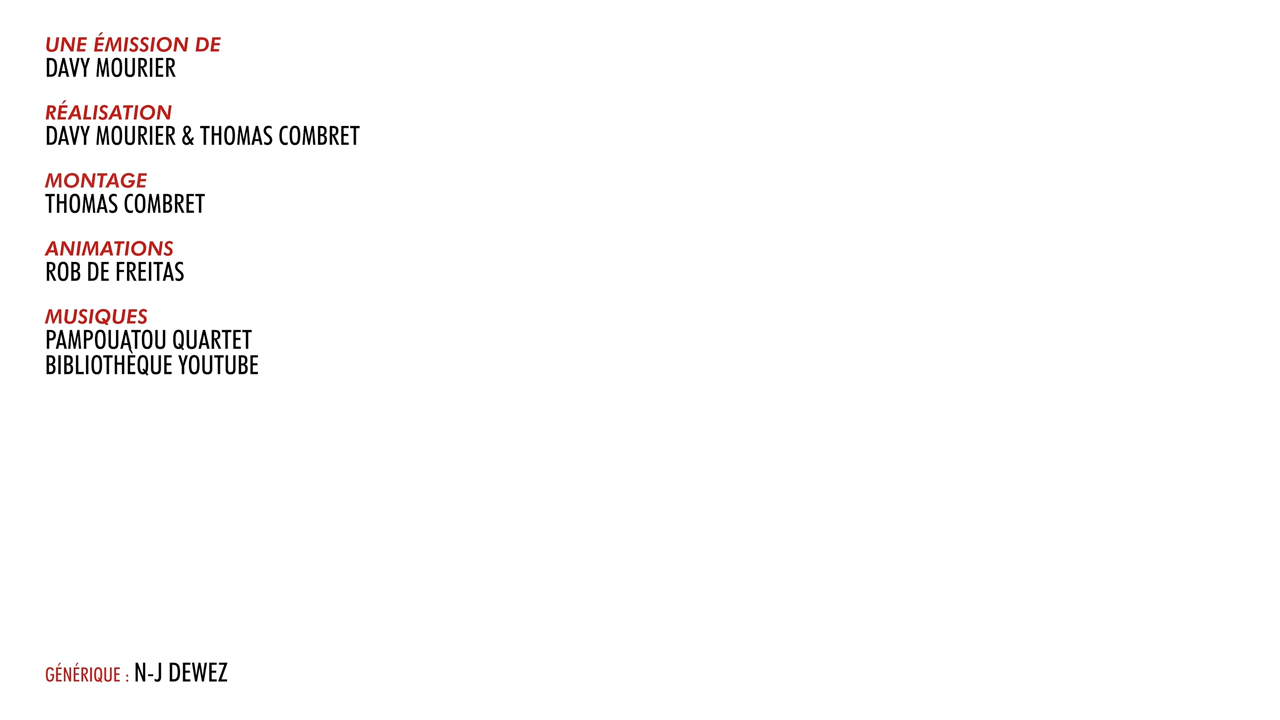 UNE ÉMISSION DE
DAVY MOURIER
RÉALISATION
DAVY MOURIER & THOMAS COMBRET
MONTAGE
THOMAS COMBRET
ANIMATIONS
ROB DE FREITAS
MUSIQUES
PAMPOUATOU QUARTET
BIBLIOTHÈQUE YOUTUBE
GÉNÉRIQUE : N-J DEWEZ